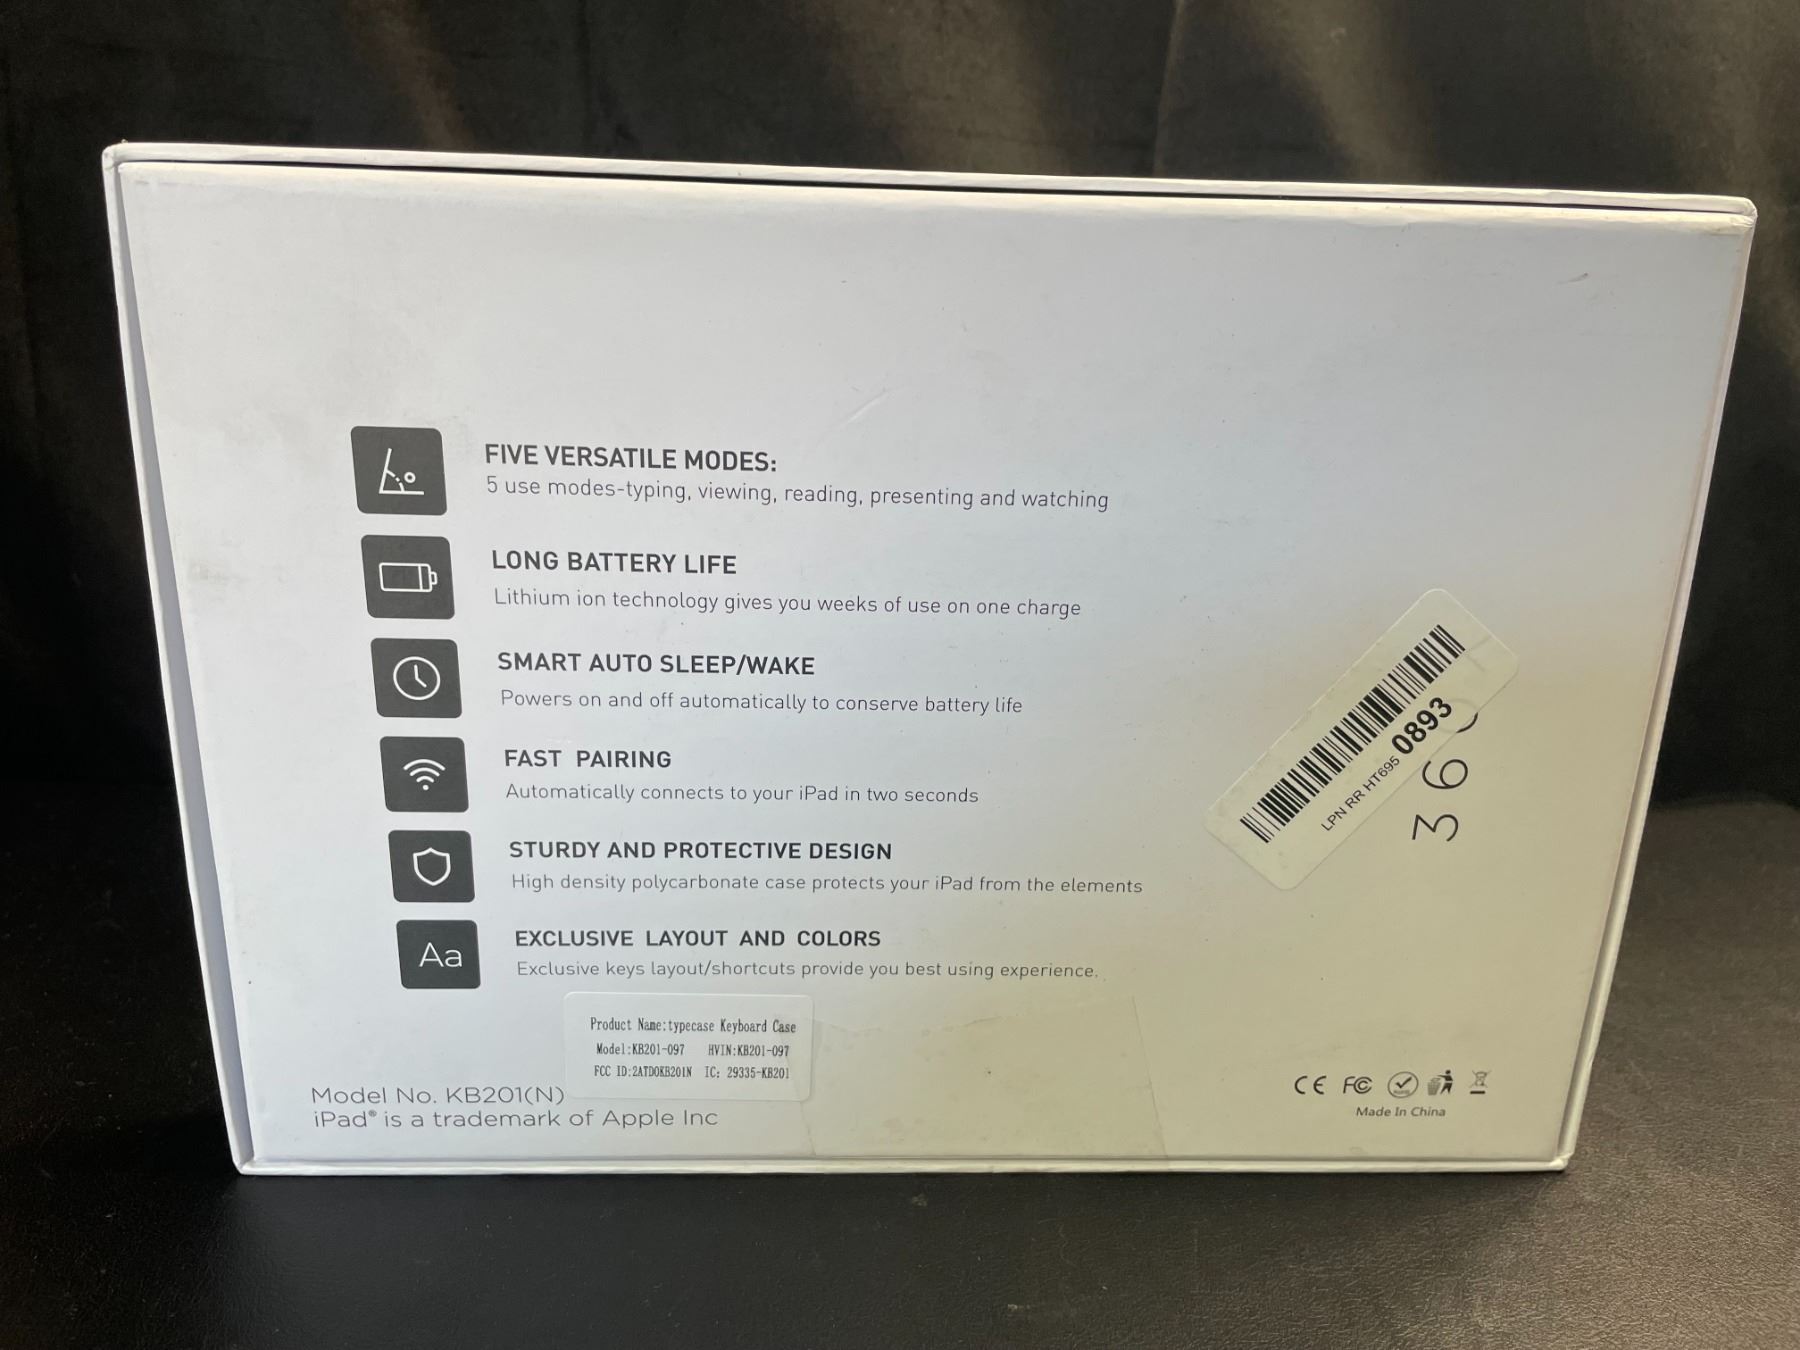 FIVE VERSATILE MODES:
5 use modes-typing, viewing, reading, presenting and watching
LONG BATTERY LIFE
Lithium ion technology gives you weeks of use on one charge
SMART AUTO SLEEP/WAKE
Powers on and off automatically to conserve battery life
FAST PAIRING
Automatically connects to your iPad in two seconds
STURDY AND PROTECTIVE DESIGN
High density polycarbonate case protects your iPad from the elements
Aa
EXCLUSIVE LAYOUT AND COLORS
Exclusive keys layout/shortcuts provide you best using experience.
LPN RR HT695 0893
36
Product Name:typecase Keyboard Case
Model:KB201-097 HVIN:KB201-097
FCC ID:2ATDOKB201N IC: 29335-KB201
Model No. KB201(N)
iPad® is a trademark of Apple Inc
CE FC
Made In China